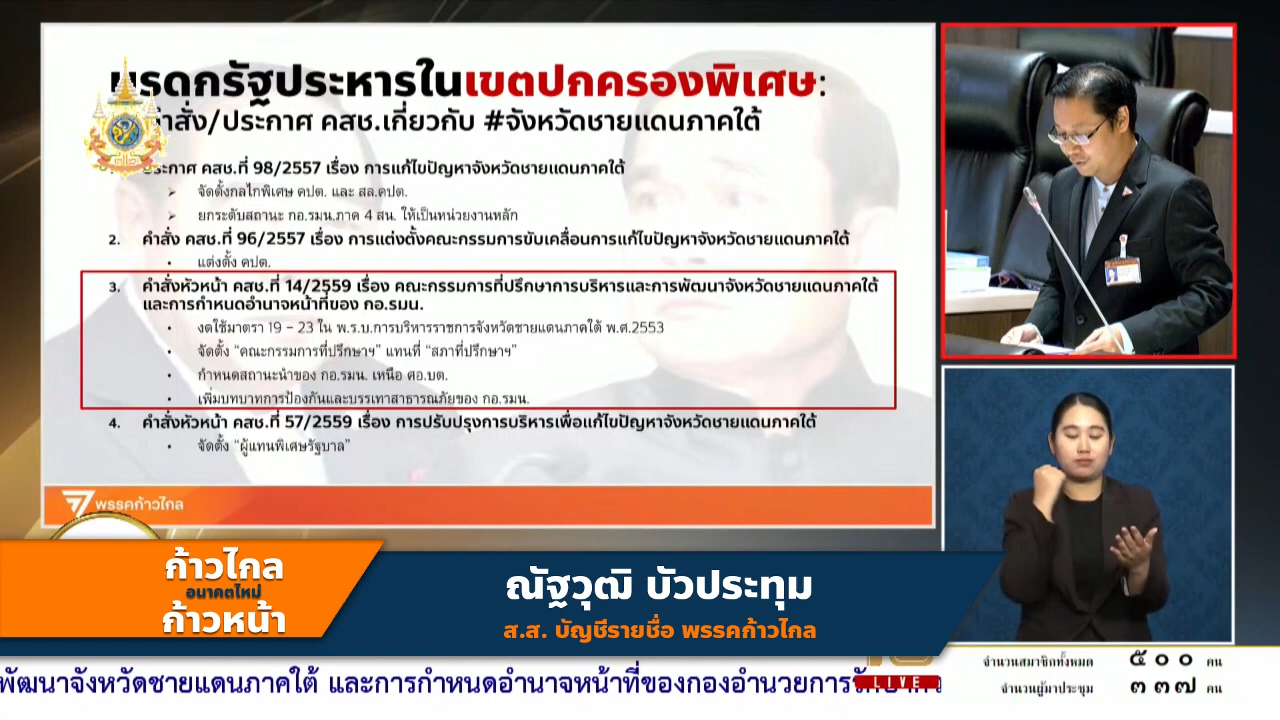 มรดกรัฐประหารในเขตปกครองพิเศษ:
คำสั่ง/ประกาศ คสช.เกี่ยวกับ #จังหวัดชายแดนภาคใต้
ประกาศ คสช.ที่ 98/2557 เรื่อง การแก้ไขปัญหาจังหวัดชายแดนภาคใต้
➢ จัดตั้งกลไกพิเศษ คปต. และ สล.คปต.
➢ ยกระดับสถานะ กอ.รมน.ภาค 4 สน. ให้เป็นหน่วยงานหลัก
2. คำสั่ง คสช.ที่ 96/2557 เรื่อง การแต่งตั้งคณะกรรมการขับเคลื่อนการแก้ไขปัญหาจังหวัดชายแดนภาคใต้
• แต่งตั้ง คปต.
3. คำสั่งหัวหน้า คสช.ที่ 14/2559 เรื่อง คณะกรรมการที่ปรึกษาการบริหารและการพัฒนาจังหวัดชายแดนภาคใต้
และการกำหนดอำนาจหน้าที่ของ กอ.รมน.
• งดใช้มาตรา 19 – 23 ใน พ.ร.บ.การบริหารราชการจังหวัดชายแดนภาคใต้ พ.ศ.2553
• จัดตั้ง “คณะกรรมการที่ปรึกษาฯ” แทนที่ “สภาที่ปรึกษาฯ”
• กำหนดสถานะนำของ กอ.รมน. เหนือ ศอ.บต.
• เพิ่มบทบาทการป้องกันและบรรเทาสาธารณภัยของ กอ.รมน.
4. คำสั่งหัวหน้า คสช.ที่ 57/2559 เรื่อง การปรับปรุงการบริหารเพื่อแก้ไขปัญหาจังหวัดชายแดนภาคใต้
• จัดตั้ง “ผู้แทนพิเศษรัฐบาล”
พรรคก้าวไกล
ก้าวไกล
อนาคตใหม่
ก้าวหน้า
ณัฐวุฒิ บัวประทุม
ส.ส. บัญชีรายชื่อ พรรคก้าวไกล
พัฒนาจังหวัดชายแดนภาคใต้ และการกำหนดอำนาจหน้าที่ของกองอำนวยการ
LIVE
จำนวนสมาชิกทั้งหมด ๕๐๐ คน
จำนวนผู้มาประชุม ๓๓๗ คน